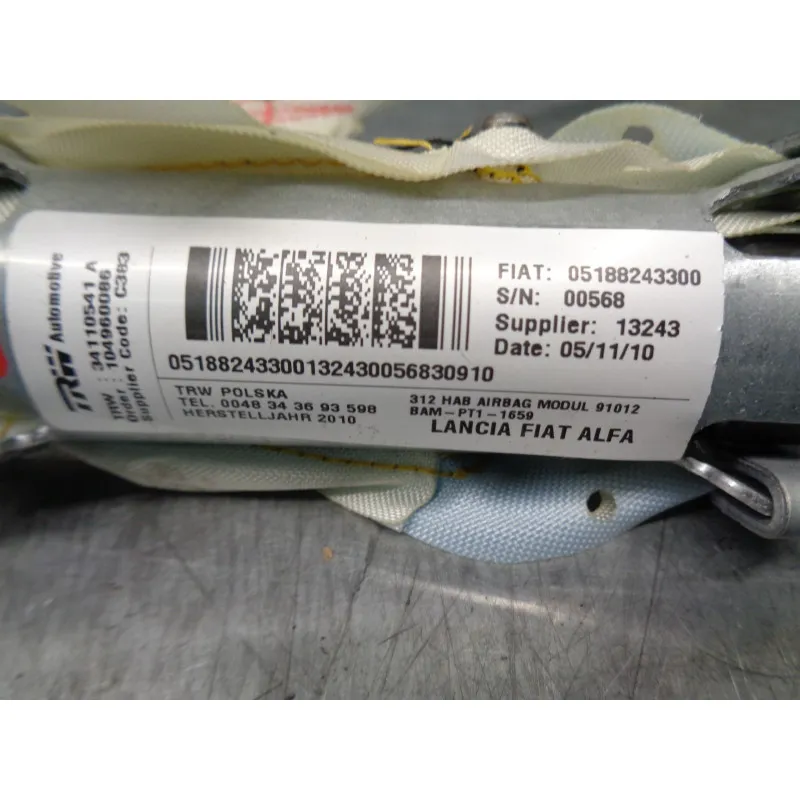 TRW Automotive
TRW : 34110541 A
Order : 104960086
Supplier Code: C383
FIAT: 05188243300
S/N: 00568
Supplier: 13243
Date: 05/11/10
05188243300132430056830910
TRW POLSKA
TEL. 0048 34 36 93 598
HERSTELLJAHR 2010
312 HAB AIRBAG MODUL 91012
BAM-PT1-1659
LANCIA FIAT ALFA